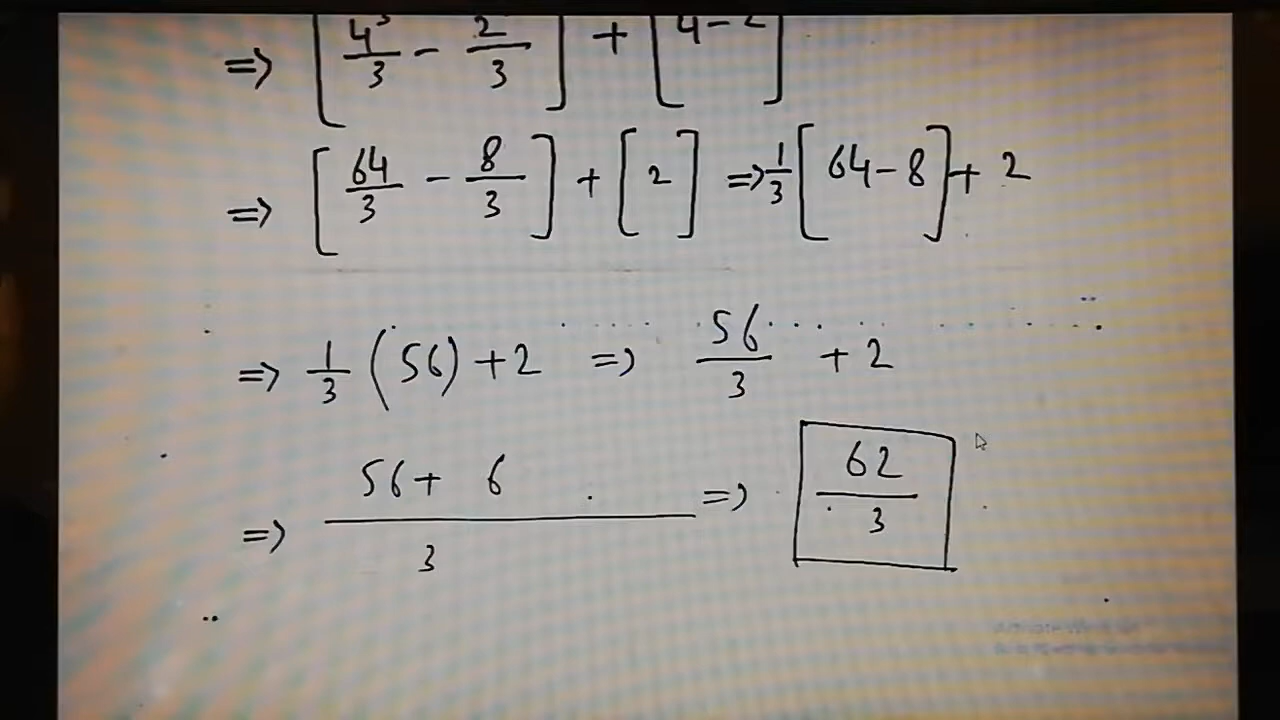 => [4³/3 - 2/3] + [4-2]
=> [64/3 - 8/3] + [2] => 1/3 [64-8] + 2
=> 1/3 (56) + 2 => 56/3 + 2
=> 56 + 6 / 3 => 62/3